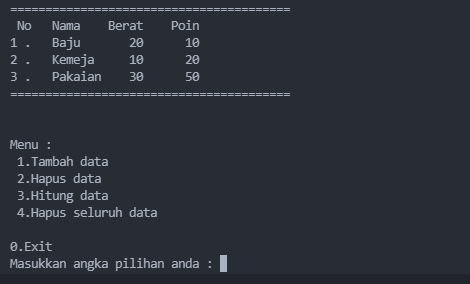 ========================================
No Nama Berat Poin
1 . Baju 20 10
2 . Kemeja 10 20
3 . Pakaian 30 50
========================================
Menu :
1.Tambah data
2.Hapus data
3.Hitung data
4.Hapus seluruh data
0.Exit
Masukkan angka pilihan anda :